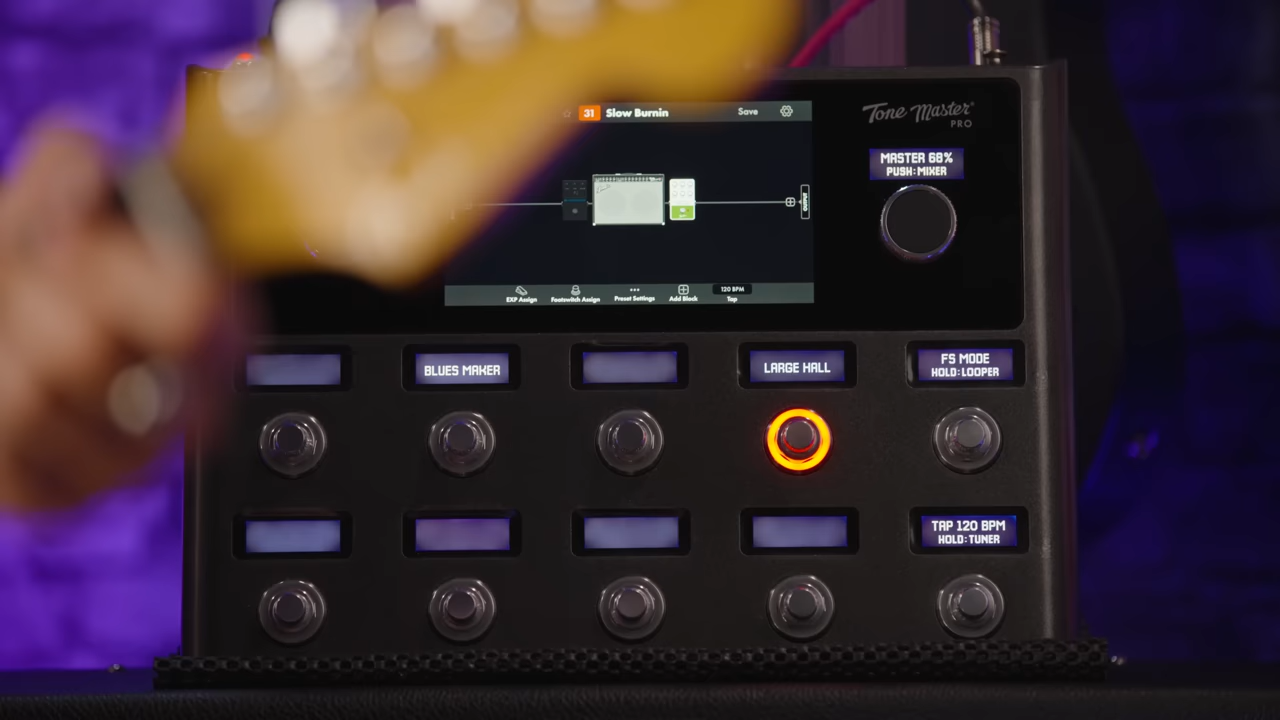 31 Slow Burnin Save
Tone Master
PRO
MASTER 68%
PUSH: MIXER
OUTPUT
EXP Assign Footswitch Assign Preset Settings Add Block 120 BPM
Tap
BLUES MAKER
LARGE HALL
FS MODE
HOLD: LOOPER
TAP 120 BPM
HOLD: TUNER